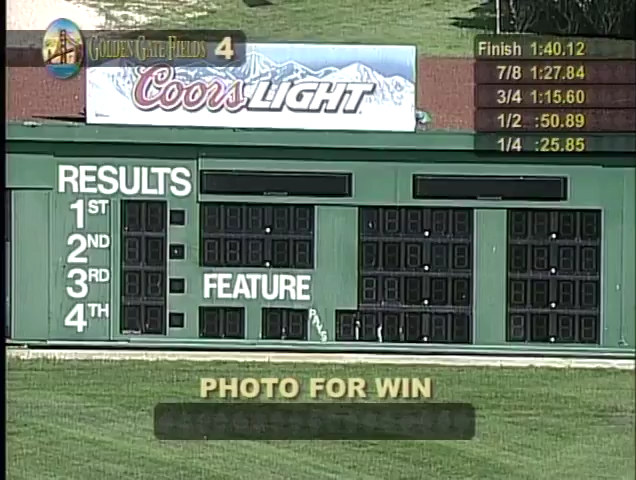 GOLDEN GATE FIELDS 4
Finish 1:40.12
7/8 1:27.84
3/4 1:15.60
1/2 :50.89
1/4 :25.85
Coors LIGHT
RESULTS
1ST
2ND
3RD
4TH
FEATURE
PHOTO FOR WIN